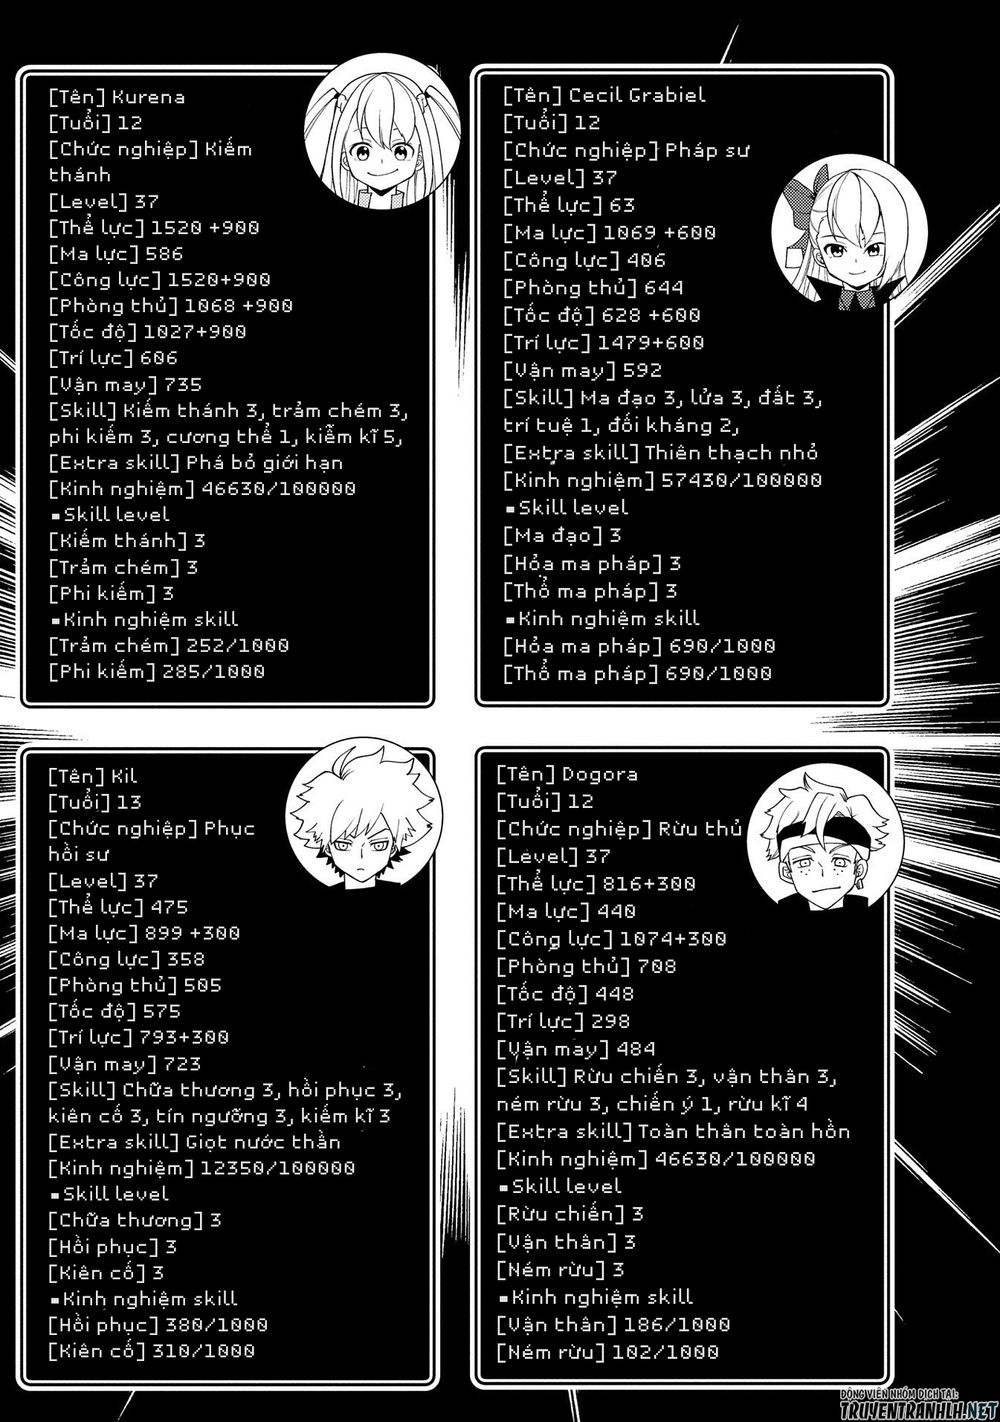 [Tên] Kurena
[Tuổi] 12
[Chức nghiệp] Kiếm
thánh
[Level] 37
[Thể lực] 1520 +900
[Ma lực] 586
[Công lực] 1520+900
[Phòng thủ] 1068 +900
[Tốc độ] 1027+900
[Trí lực] 606
[Vận may] 735
[Skill] Kiếm thánh 3, trảm chém 3,
phi kiếm 3, cương thể 1, kiễm kĩ 5,
[Extra skill] Phá bỏ giới hạn
[Kinh nghiệm] 46630/100000
▪Skill level
[Kiếm thánh] 3
[Trảm chém] 3
[Phi kiếm] 3
▪Kinh nghiệm skill
[Trảm chém] 252/1000
[Phi kiếm] 285/1000
[Tên] Cecil Grabiel
[Tuổi] 12
[Chức nghiệp] Pháp sư
[Level] 37
[Thể lực] 63
[Ma lực] 1069 +600
[Công lực] 406
[Phòng thủ] 644
[Tốc độ] 628 +600
[Trí lực] 1479+600
[Vận may] 592
[Skill] Ma đạo 3, lửa 3, đất 3,
trí tuệ 1, đối kháng 2,
[Extra skill] Thiên thạch nhỏ
[Kinh nghiệm] 57430/100000
▪Skill level
[Ma đạo] 3
[Hỏa ma pháp] 3
[Thổ ma pháp] 3
▪Kinh nghiệm skill
[Hỏa ma pháp] 690/1000
[Thổ ma pháp] 690/1000
[Tên] Kil
[Tuổi] 13
[Chức nghiệp] Phục
hồi sư
[Level] 37
[Thể lực] 475
[Ma lực] 899 +300
[Công lực] 358
[Phòng thủ] 505
[Tốc độ] 575
[Trí lực] 793+300
[Vận may] 723
[Skill] Chữa thương 3, hồi phục 3,
kiên cố 3, tín ngưỡng 3, kiếm kĩ 3
[Extra skill] Giọt nước thần
[Kinh nghiệm] 12350/100000
▪Skill level
[Chữa thương] 3
[Hồi phục] 3
[Kiên cố] 3
▪Kinh nghiệm skill
[Hồi phục] 380/1000
[Kiên cố] 310/1000
[Tên] Dogora
[Tuổi] 12
[Chức nghiệp] Rừu thủ
[Level] 37
[Thể lực] 816+300
[Ma lực] 440
[Công lực] 1074+300
[Phòng thủ] 708
[Tốc độ] 448
[Trí lực] 298
[Vận may] 484
[Skill] Rừu chiến 3, vận thân 3,
ném rừu 3, chiến ý 1, rừu kĩ 4
[Extra skill] Toàn thân toàn hồn
[Kinh nghiệm] 46630/100000
▪Skill level
[Rừu chiến] 3
[Vận thân] 3
[Ném rừu] 3
▪Kinh nghiệm skill
[Vận thân] 186/1000
[Ném rừu] 102/1000
ĐỘNG VIÊN NHÓM DỊCH TẠI:
TRUYENTRANHLH.NET